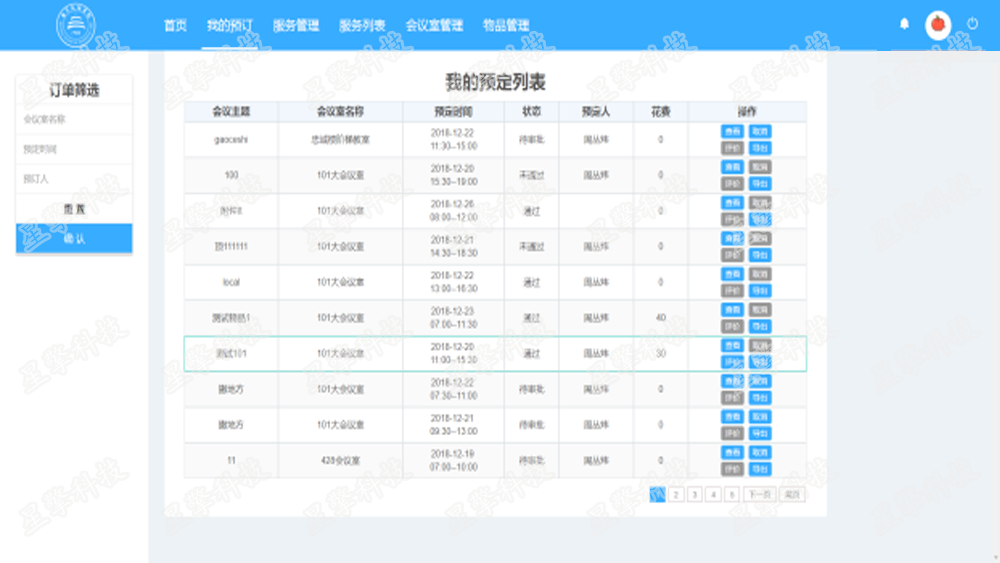 首页 我的预订 服务管理 服务列表 会议室管理 物品管理
订单筛选
会议室名称
预定时间
预订人
重置
确认
我的预定列表
会议主题 会议室名称 预定时间 状态 预定人 花费 操作
gaoceshi 忠诚楼阶梯教室 2018-12-22 11:30--15:00 待审批 周丛炜 0 查看 取消 评价 导出
100 101大会议室 2018-12-20 15:30--19:00 未通过 周丛炜 0 查看 取消 评价 导出
附件8 101大会议室 2018-12-26 08:00--12:00 通过 0 查看 取消 评价 导出
顶111111 101大会议室 2018-12-21 14:30--18:30 未通过 周丛炜 0 查看 取消 评价 导出
local 101大会议室 2018-12-22 13:00--16:30 通过 周丛炜 0 查看 取消 评价 导出
101大会议室 2018-12-23 07:00--11:30 通过 周丛炜 40 查看 取消 评价 导出
测试101 101大会议室 2018-12-20 11:00--15:30 通过 周丛炜 30 查看 取消 评价 导出
撒地方 101大会议室 2018-12-22 07:30--11:00 待审批 周丛炜 0 查看 取消 评价 导出
撒地方 101大会议室 2018-12-21 09:30--13:00 待审批 周丛炜 0 查看 取消 评价 导出
11 428会议室 2018-12-19 07:00--10:00 待审批 周丛炜 0 查看 取消 评价 导出
1 2 3 4 5 下一页 尾页
星擎科技